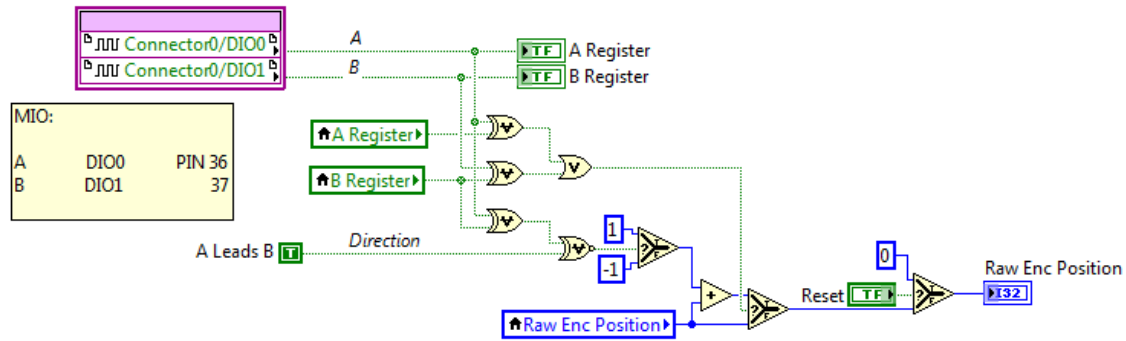 Connector0/DIO0
Connector0/DIO1
A
B
TF A Register
TF B Register
MIO:
A DIO0 PIN 36
B DIO1 37
A Register
B Register
V
A Leads B T
Direction
1
-1
?
F
+
Raw Enc Position
?
F
Reset TF
0
?
F
Raw Enc Position
I32